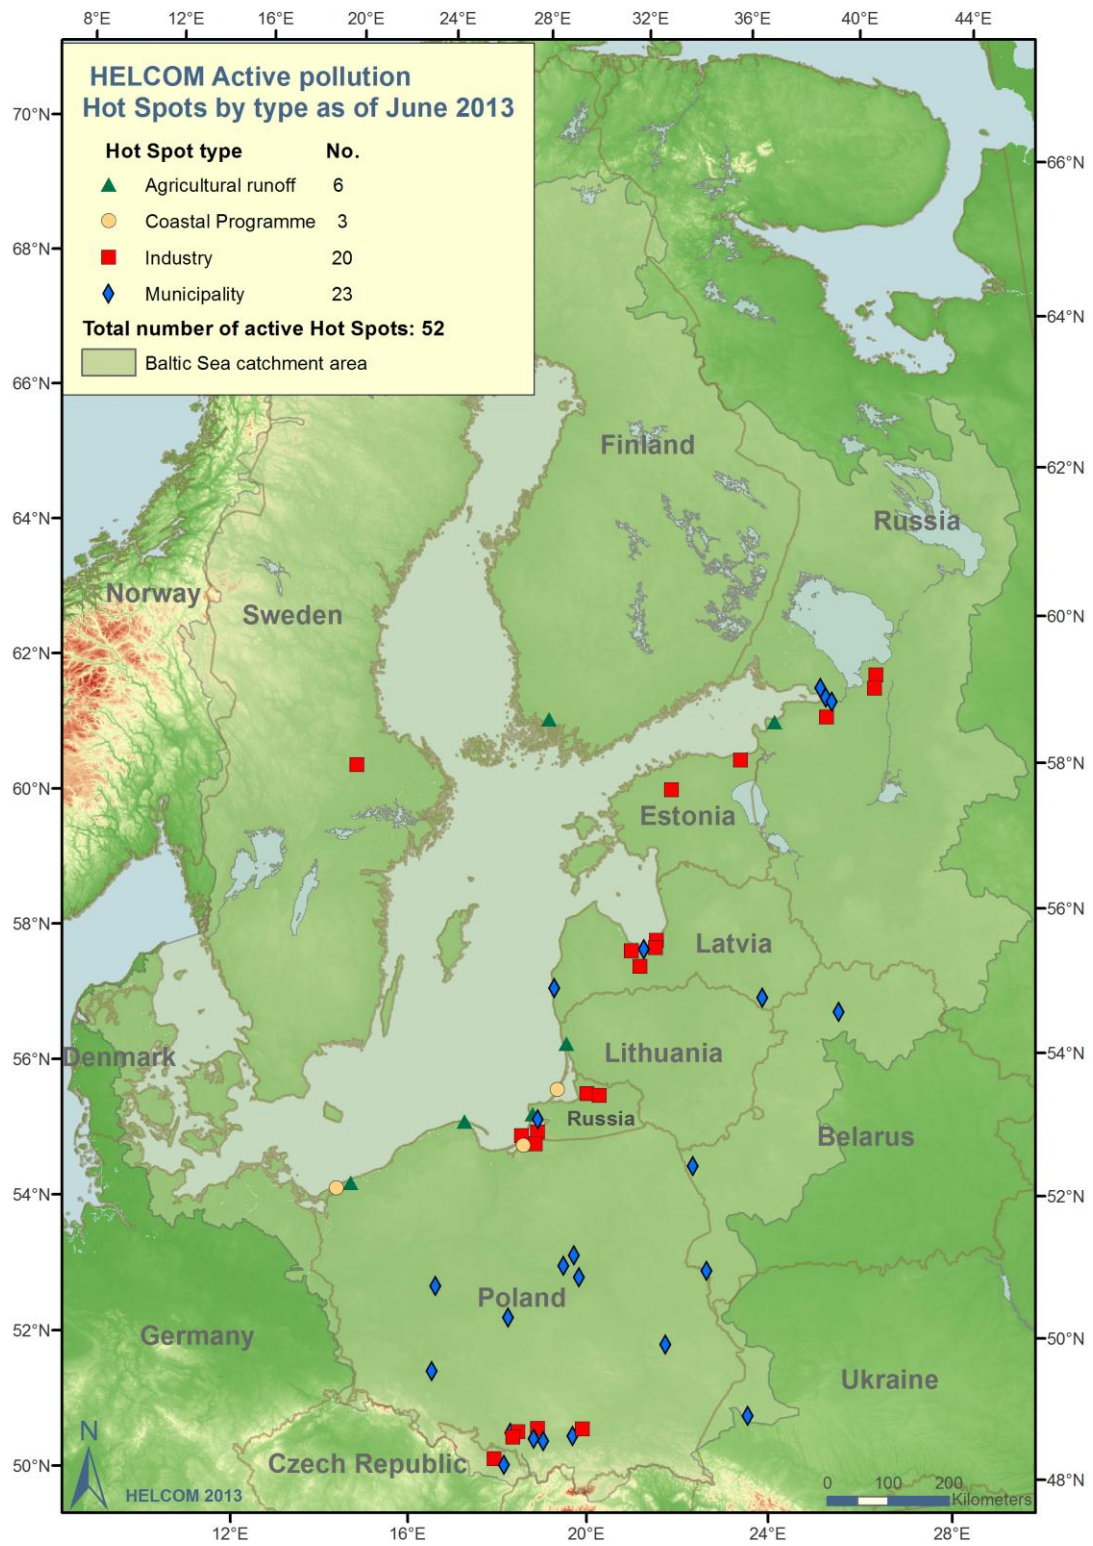 8°E 12°E 16°E 20°E 24°E 28°E 32°E 36°E 40°E 44°E
HELCOM Active pollution
Hot Spots by type as of June 2013
Hot Spot type No.
Agricultural runoff 6
Coastal Programme 3
Industry 20
Municipality 23
Total number of active Hot Spots: 52
Baltic Sea catchment area
70°N
68°N
66°N
64°N
62°N
60°N
58°N
56°N
54°N
52°N
50°N
66°N
64°N
62°N
60°N
58°N
56°N
54°N
52°N
50°N
48°N
Finland
Russia
Norway
Sweden
Estonia
Latvia
Denmark
Lithuania
Russia
Belarus
Poland
Germany
Ukraine
Czech Republic
N
HELCOM 2013
0 100 200
Kilometers
12°E 16°E 20°E 24°E 28°E